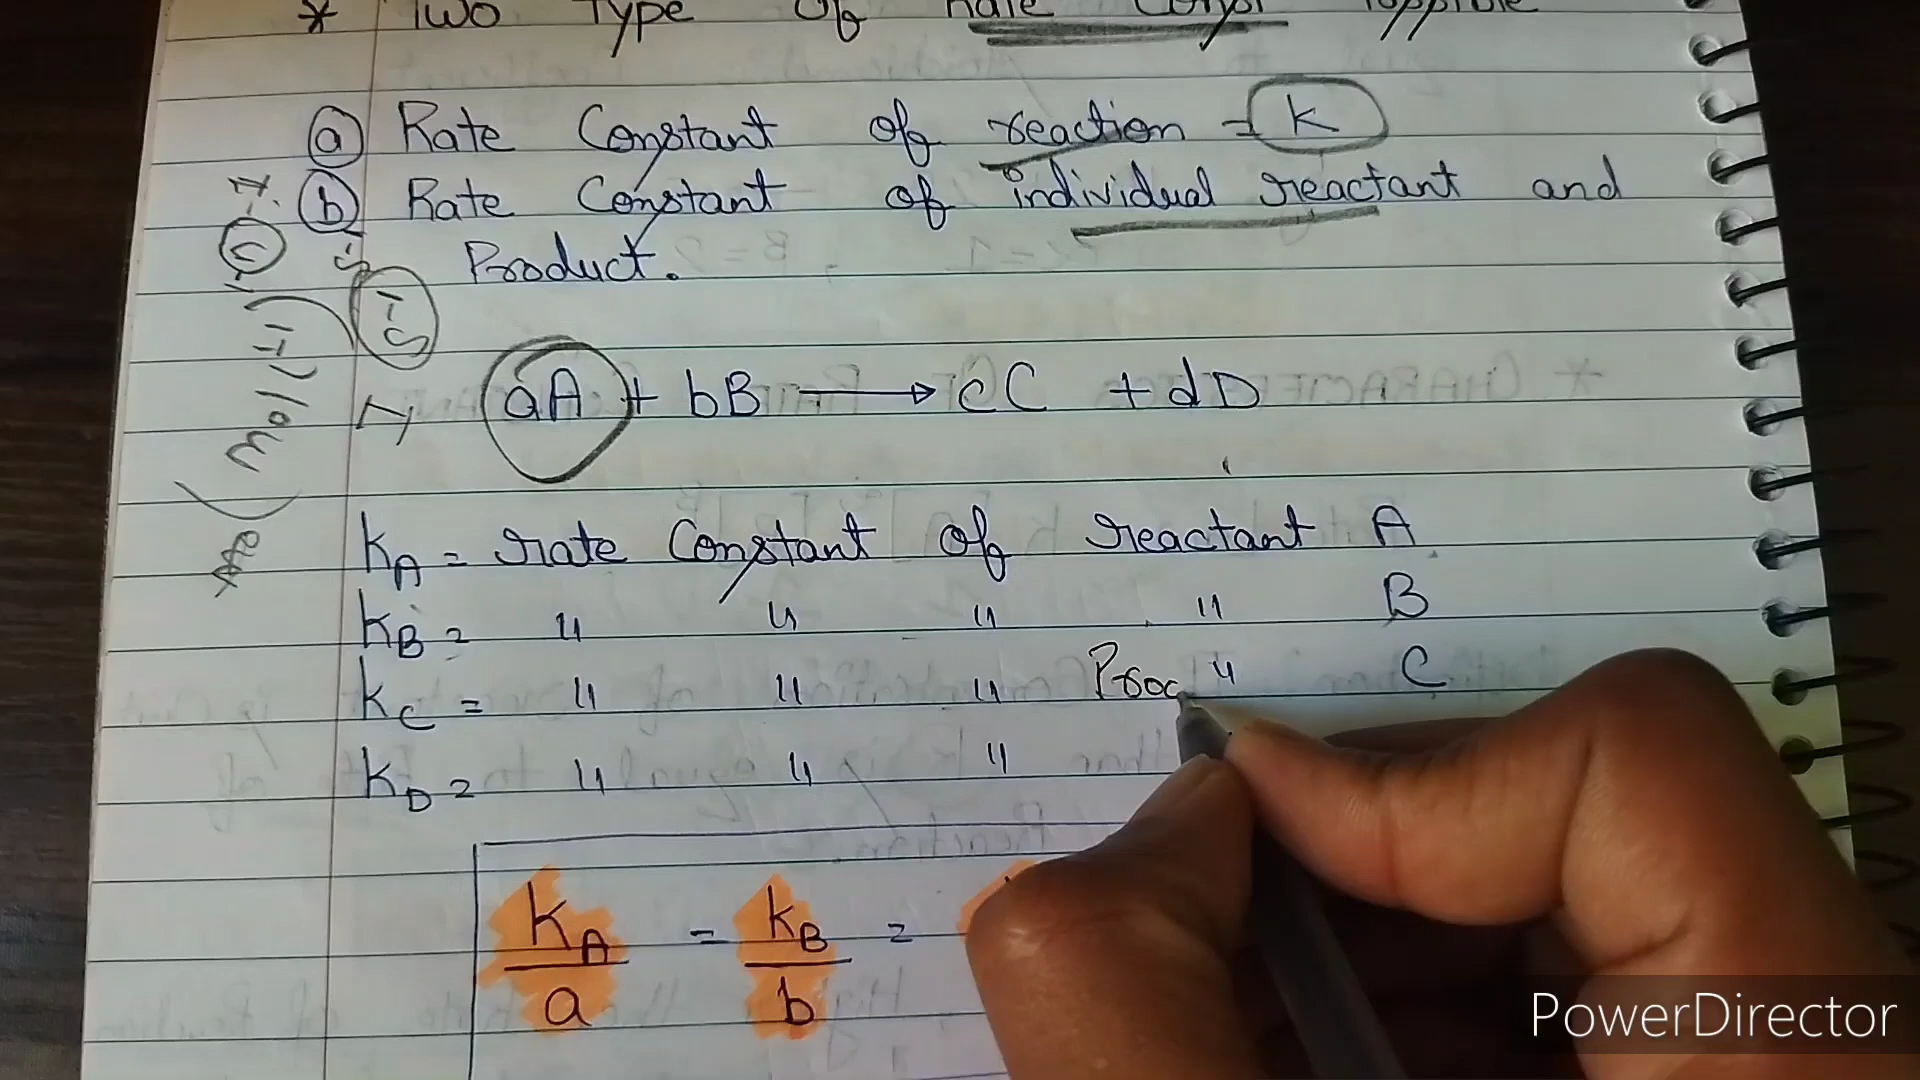 * Two Type of Rate Const
(a) Rate Constant of reaction = k
(b) Rate Constant of individual reactant and
Product.
aA + bB → cC + dD
kA = rate Constant of reactant A
kB = " " " " B
kC = " " " Proc " C
kD = " " "
kA/a = kB/b =
PowerDirector